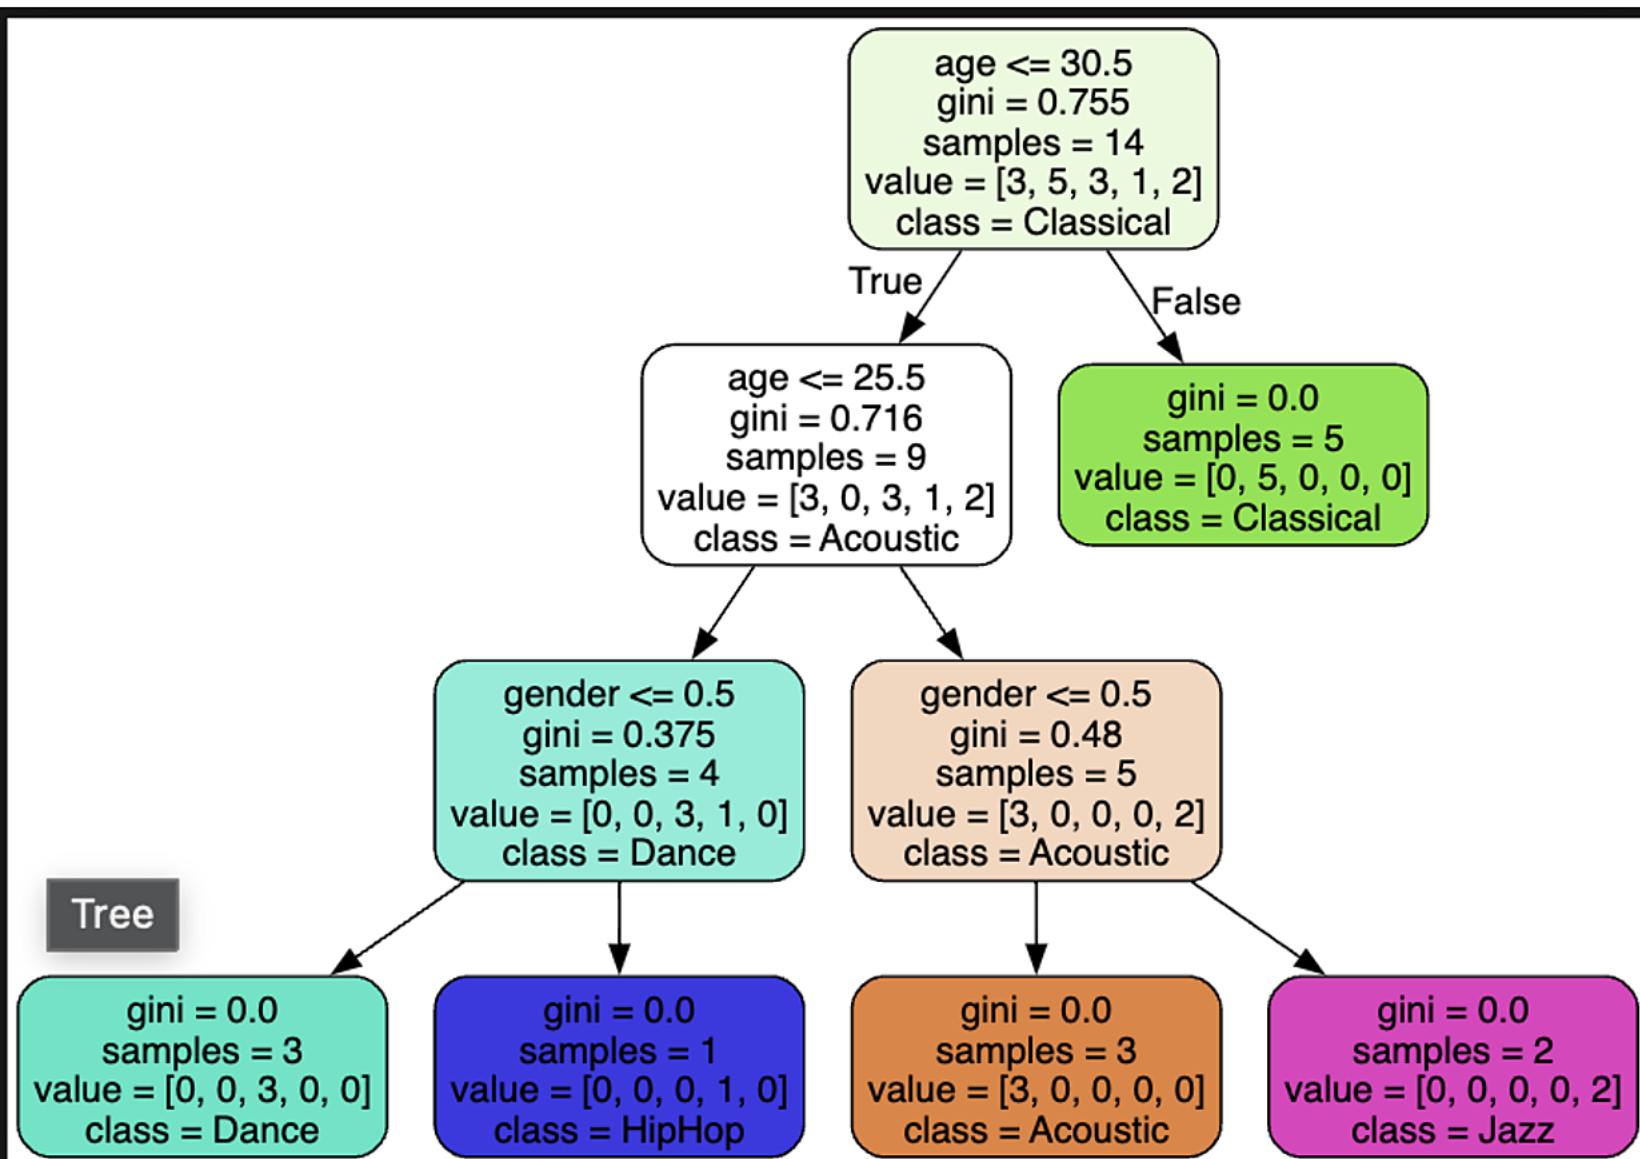 age <= 30.5
gini = 0.755
samples = 14
value = [3, 5, 3, 1, 2]
class = Classical
True
False
age <= 25.5
gini = 0.716
samples = 9
value = [3, 0, 3, 1, 2]
class = Acoustic
gini = 0.0
samples = 5
value = [0, 5, 0, 0, 0]
class = Classical
gender <= 0.5
gini = 0.375
samples = 4
value = [0, 0, 3, 1, 0]
class = Dance
gender <= 0.5
gini = 0.48
samples = 5
value = [3, 0, 0, 0, 2]
class = Acoustic
Tree
gini = 0.0
samples = 3
value = [0, 0, 3, 0, 0]
class = Dance
gini = 0.0
samples = 1
value = [0, 0, 0, 1, 0]
class = HipHop
gini = 0.0
samples = 3
value = [3, 0, 0, 0, 0]
class = Acoustic
gini = 0.0
samples = 2
value = [0, 0, 0, 0, 2]
class = Jazz